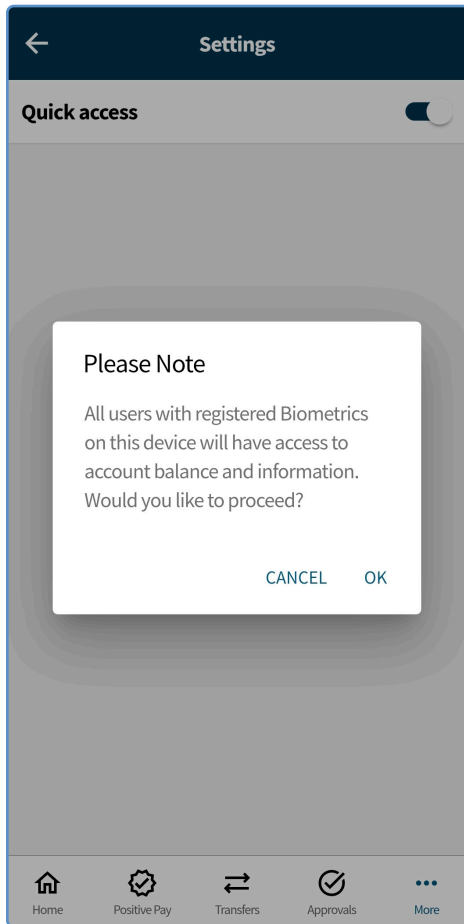 Settings
Quick access
Please Note
All users with registered Biometrics
on this device will have access to
account balance and information.
Would you like to proceed?
CANCEL OK
Home Positive Pay Transfers Approvals More